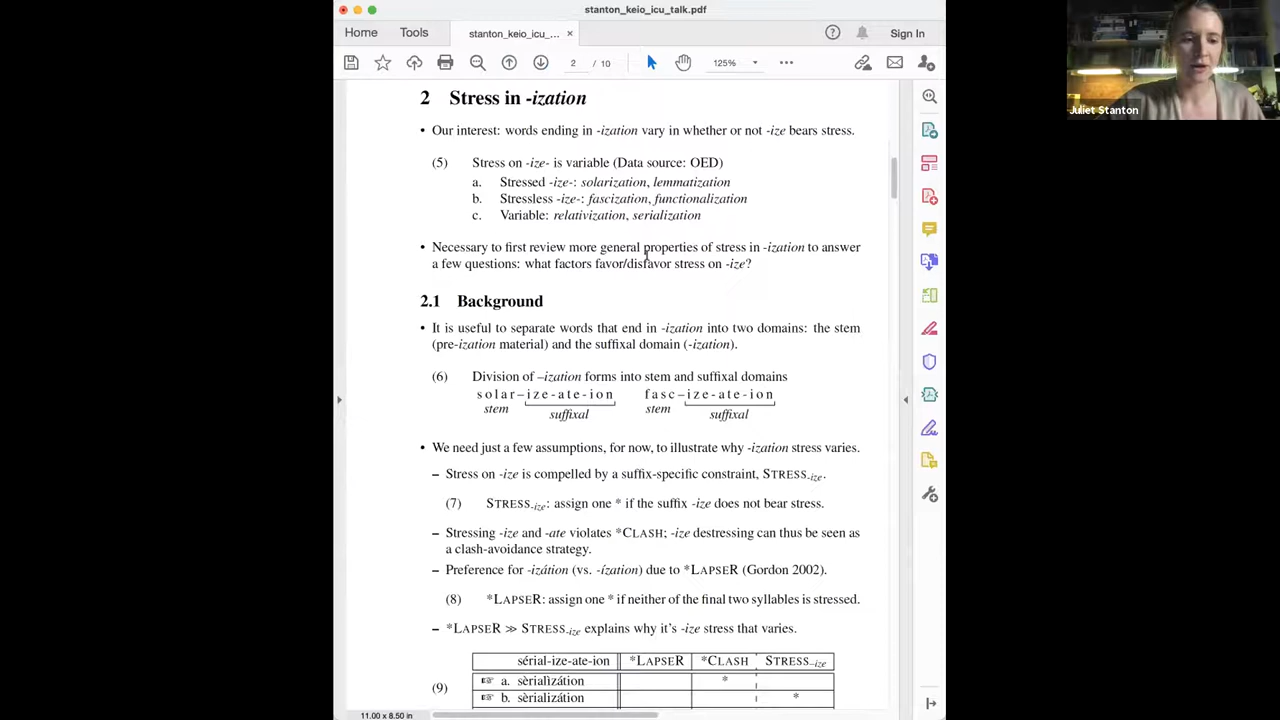 stanton_keio_icu_talk.pdf
Home
Tools
stanton_keio_icu_...
Sign In
2 / 10
125%
Juliet Stanton
2 Stress in -ization
• Our interest: words ending in -ization vary in whether or not -ize bears stress.
(5) Stress on -ize- is variable (Data source: OED)
a. Stressed -ize-: solarization, lemmatization
b. Stressless -ize-: fascization, functionalization
c. Variable: relativization, serialization
• Necessary to first review more general properties of stress in -ization to answer
a few questions: what factors favor/disfavor stress on -ize?
2.1 Background
• It is useful to separate words that end in -ization into two domains: the stem
(pre-ization material) and the suffixal domain (-ization).
(6) Division of –ization forms into stem and suffixal domains
solar–ize-ate-ion fasc–ize-ate-ion
stem suffixal stem suffixal
• We need just a few assumptions, for now, to illustrate why -ization stress varies.
– Stress on -ize is compelled by a suffix-specific constraint, STRESS-ize.
(7) STRESS-ize: assign one * if the suffix -ize does not bear stress.
– Stressing -ize and -ate violates *CLASH; -ize destressing can thus be seen as
a clash-avoidance strategy.
– Preference for -izátion (vs. -ízation) due to *LAPSER (Gordon 2002).
(8) *LAPSER: assign one * if neither of the final two syllables is stressed.
– *LAPSER ≫ STRESS-ize explains why it's -ize stress that varies.
sérial-ize-ate-ion *LAPSER *CLASH STRESS-ize
(9)
☞ a. sèrialìzátion *
☞ b. sèrializátion *
11.00 x 8.50 in